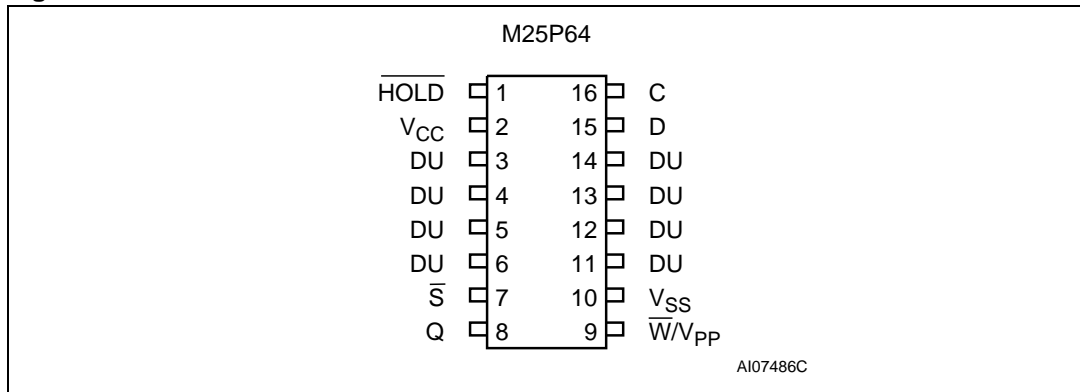 M25P64
HOLD 1 16 C
VCC 2 15 D
DU 3 14 DU
DU 4 13 DU
DU 5 12 DU
DU 6 11 DU
S 7 10 VSS
Q 8 9 W/VPP
AI07486C